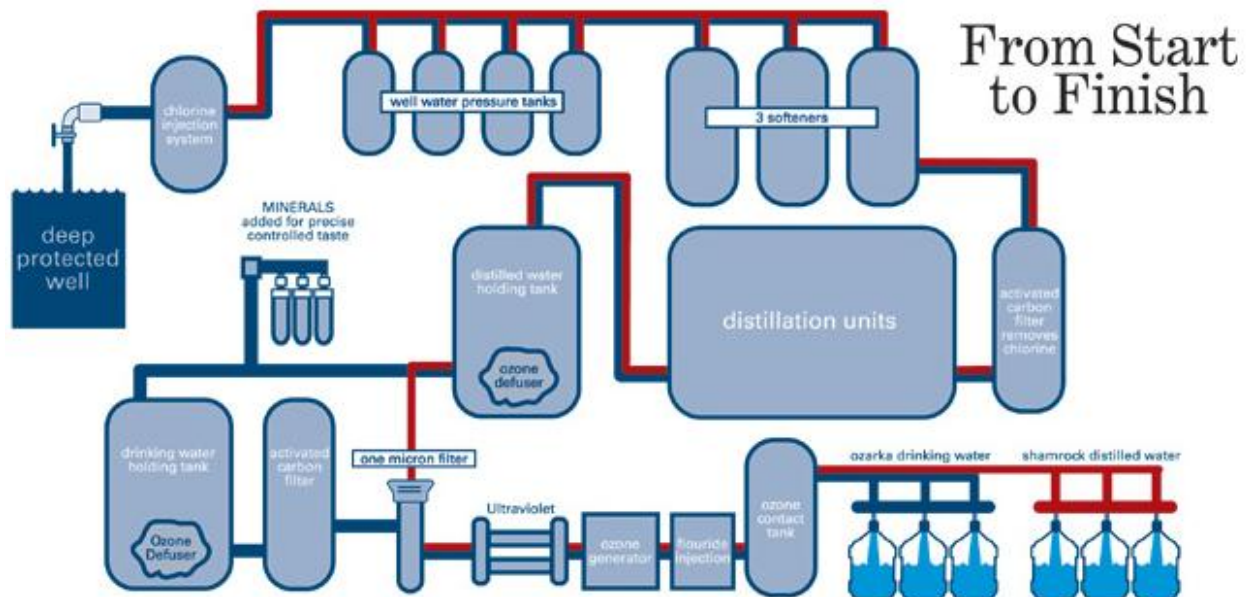 From Start
to Finish
deep
protected
well
chlorine
injection
system
well water pressure tanks
3 softeners
activated
carbon
filter
removes
chlorine
distillation units
distilled water
holding tank
ozone
defuser
MINERALS
added for precise
controlled taste
drinking water
holding tank
Ozone
Defuser
activated
carbon
filter
one micron filter
Ultraviolet
ozone
generator
flouride
injection
ozone
contact
tank
ozarka drinking water
shamrock distilled water